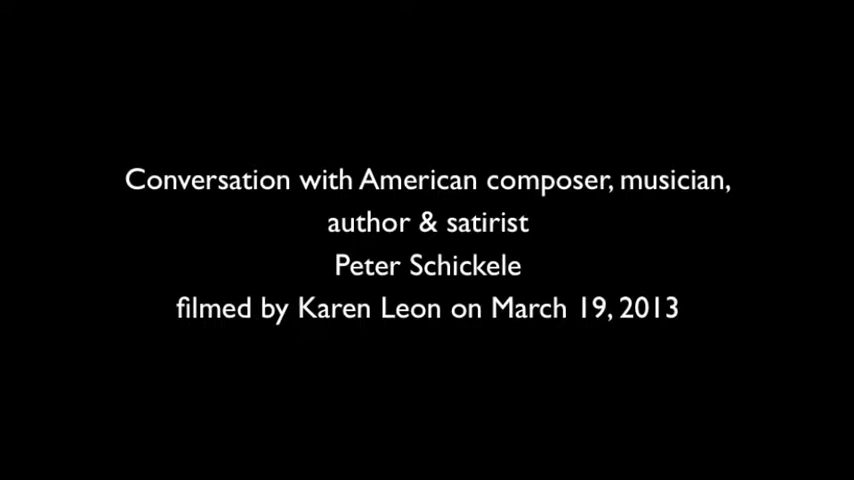 Conversation with American composer, musician,
author & satirist
Peter Schickele
filmed by Karen Leon on March 19, 2013